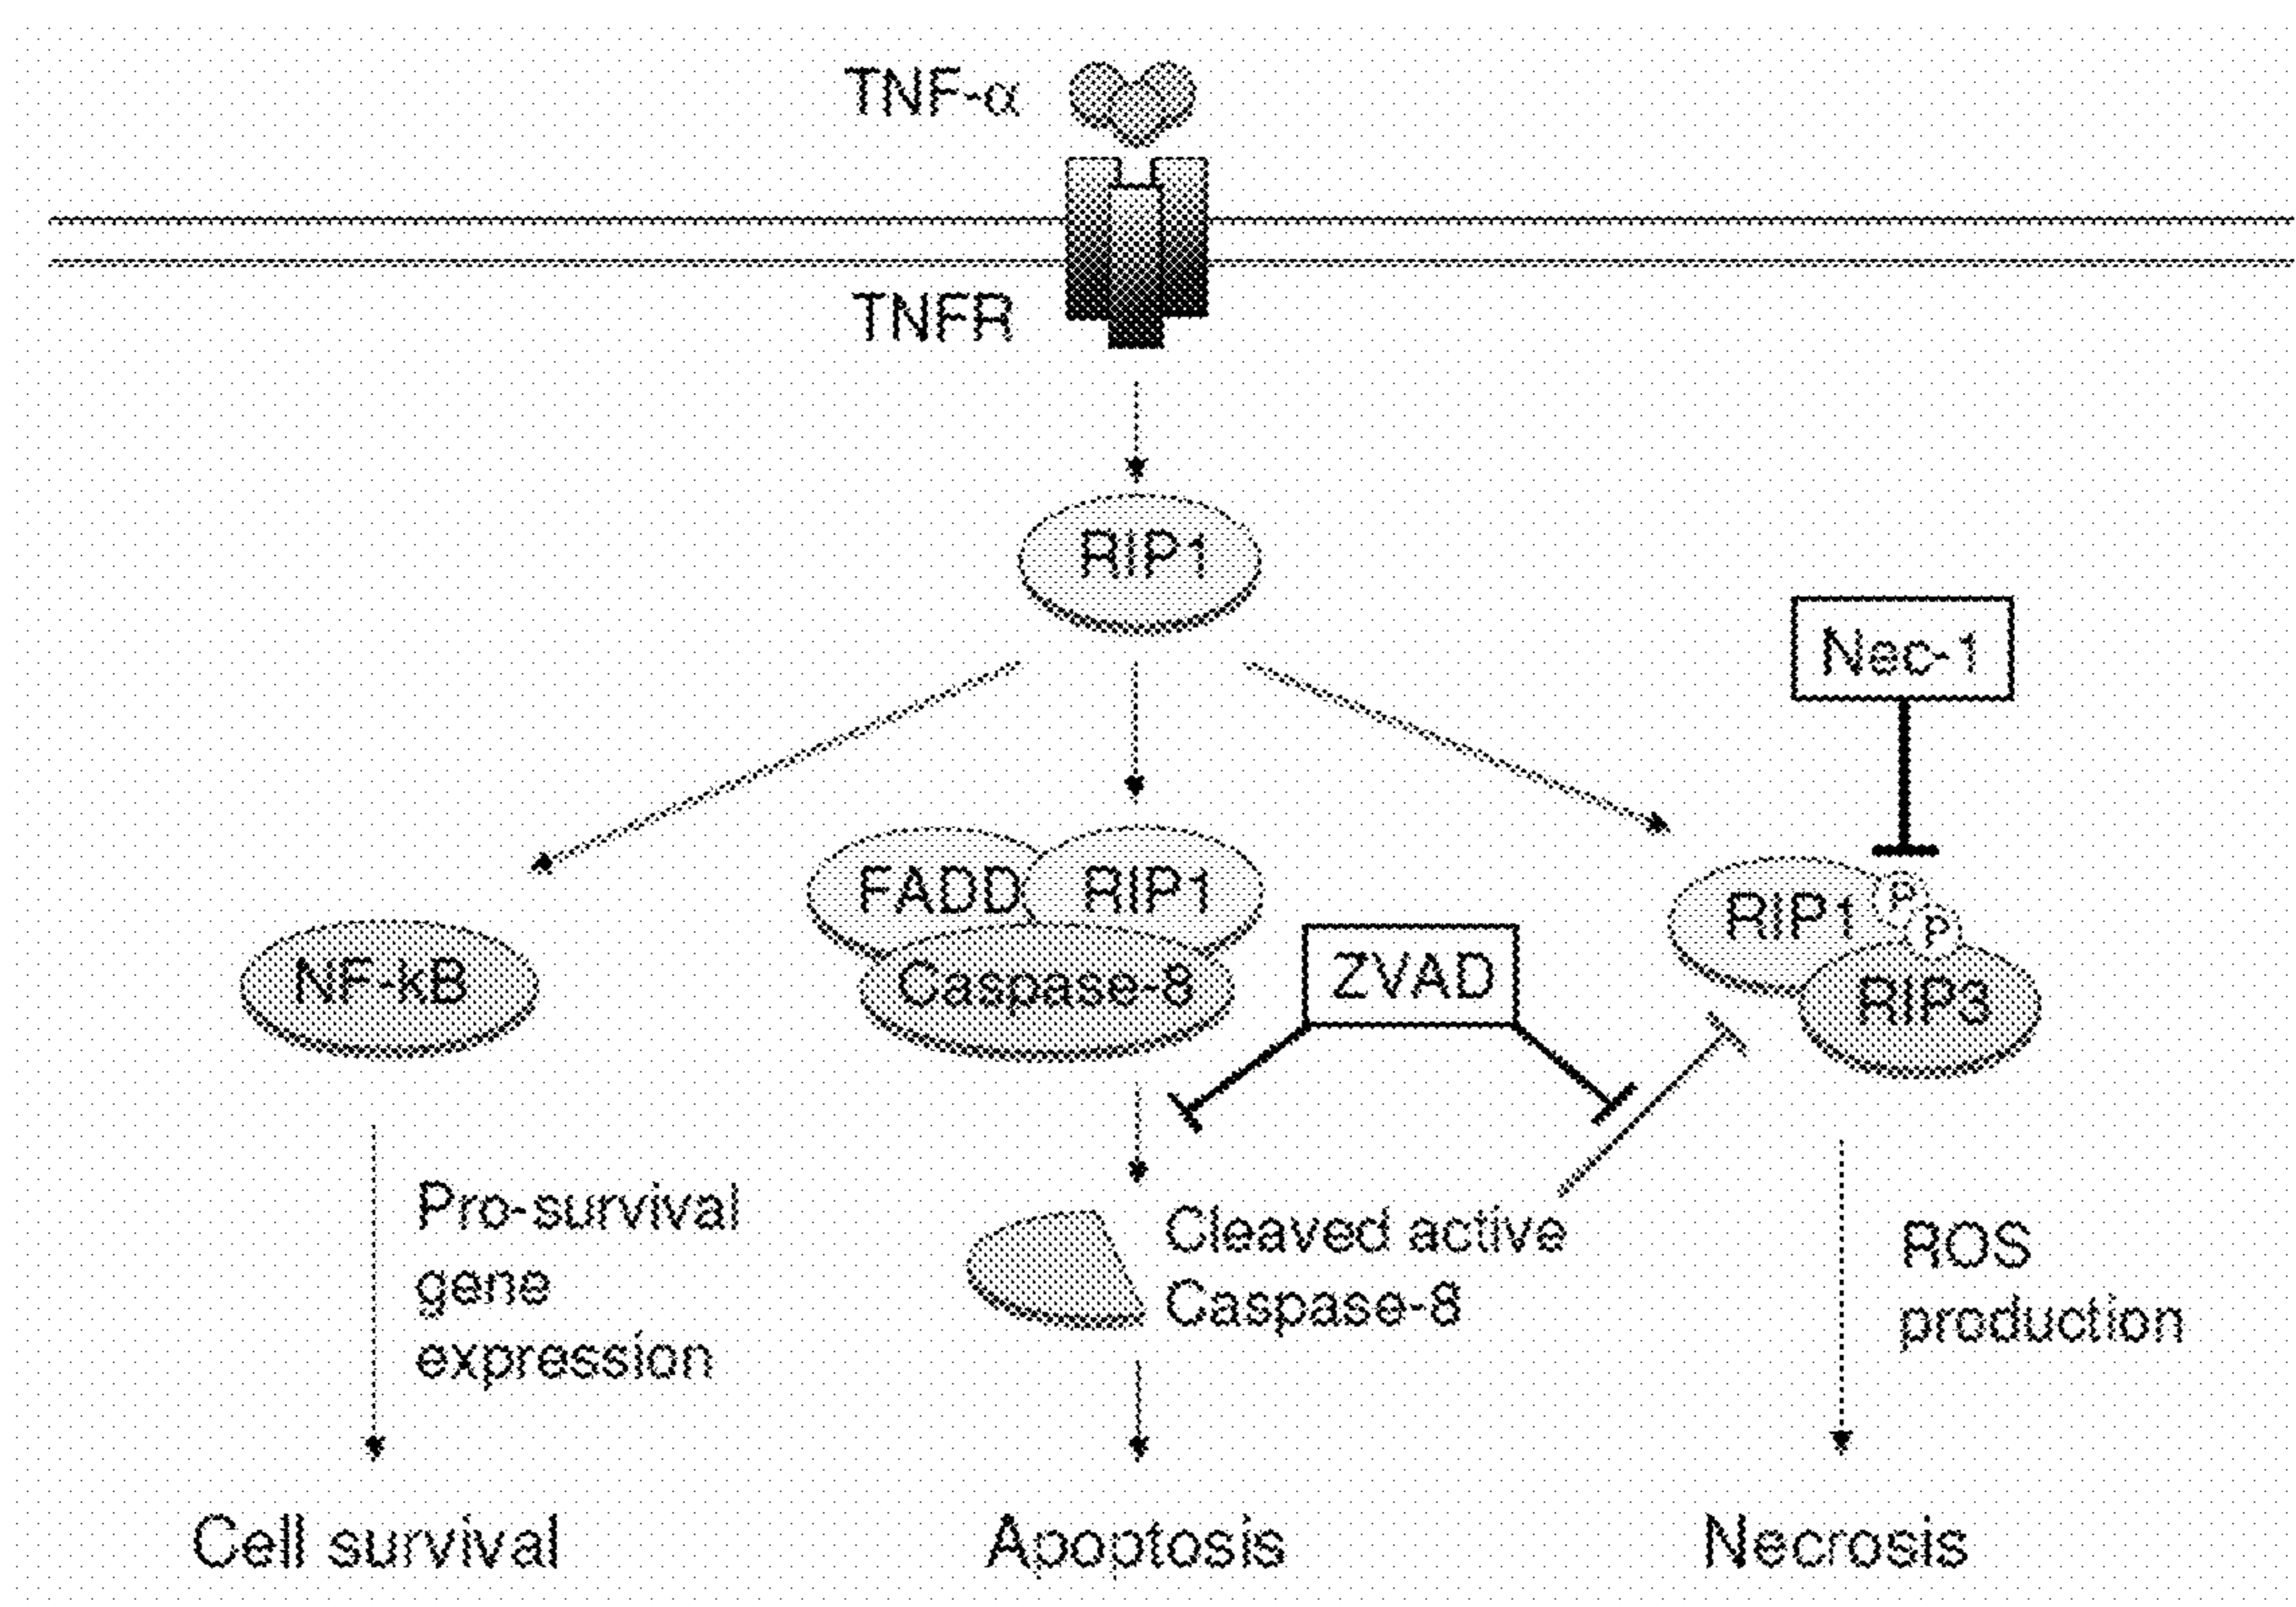 TNF-α
TNFR
RIP1
Nec-1
FADD
RIP1
Caspase-8
NF-kB
ZVAD
RIP1
P
P
RIP3
Pro-survival
gene
expression
Cleaved active
Caspase-8
ROS
production
Cell survival
Apoptosis
Necrosis